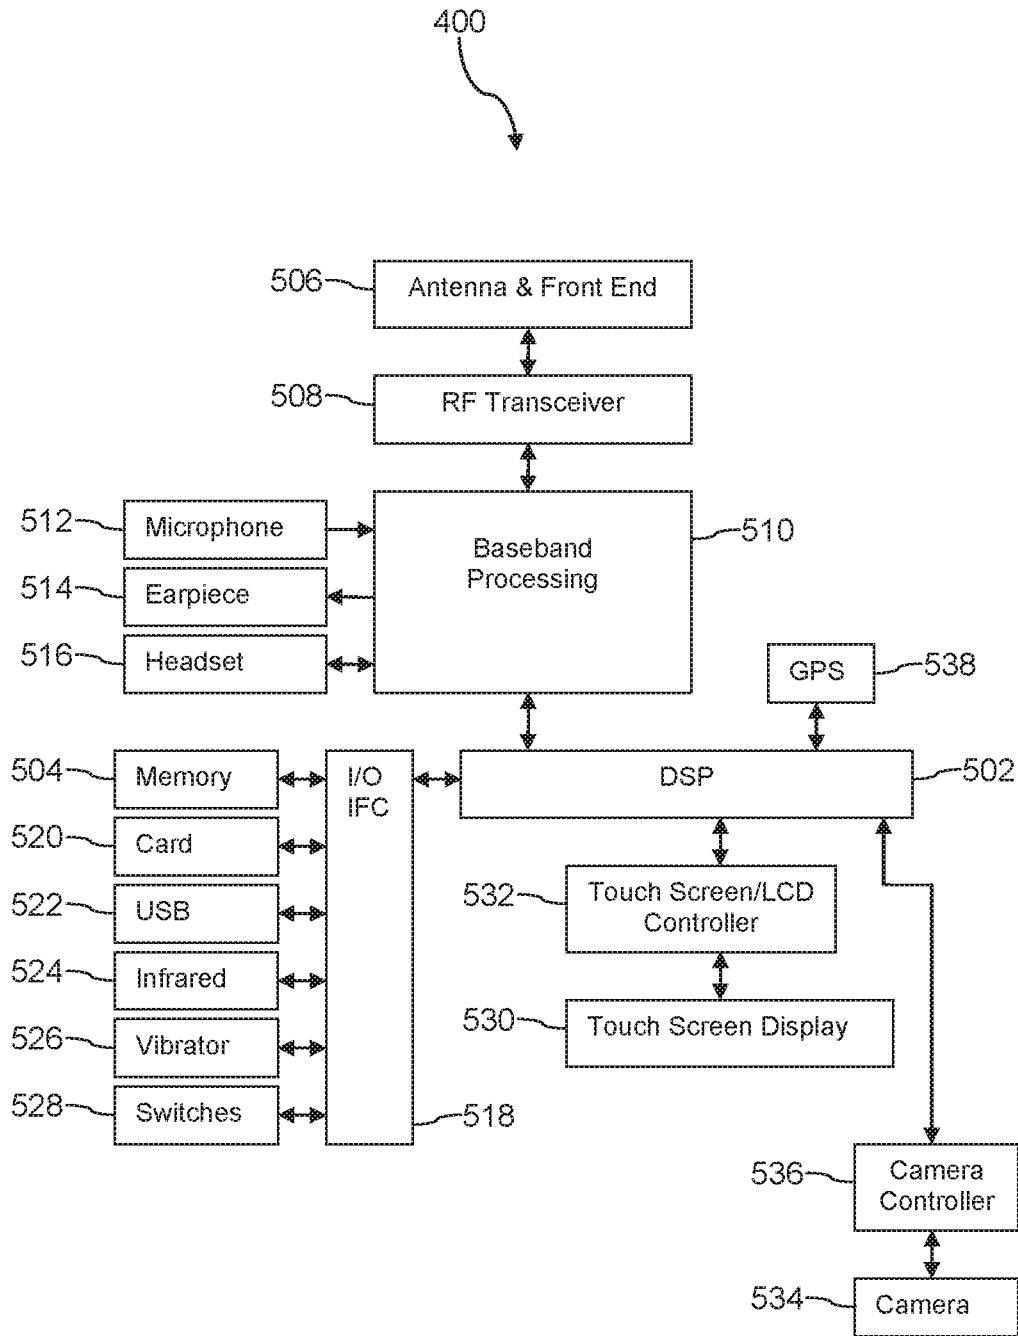 400
506
Antenna & Front End
508
RF Transceiver
512
Microphone
510
Baseband
Processing
514
Earpiece
516
Headset
GPS
538
504
Memory
I/O
IFC
DSP
502
520
Card
522
USB
532
Touch Screen/LCD
Controller
524
Infrared
530
Touch Screen Display
526
Vibrator
528
Switches
518
536
Camera
Controller
534
Camera